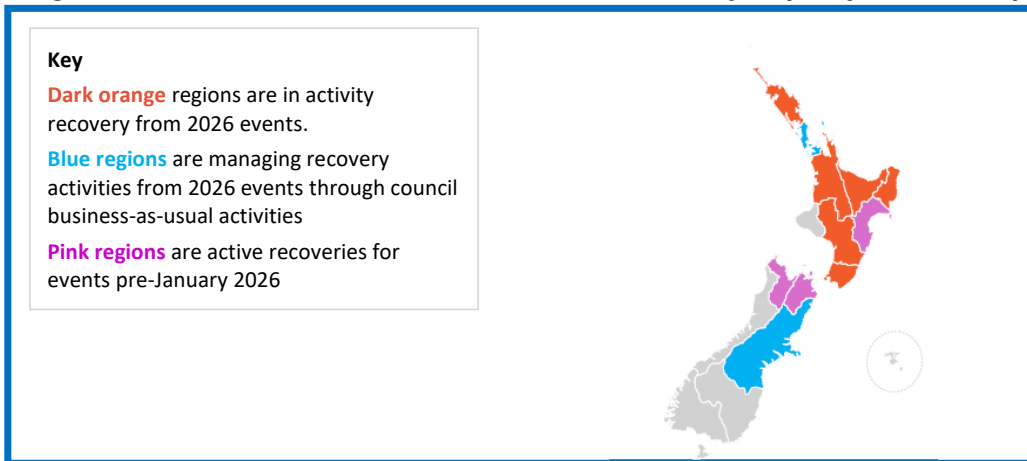 Key
Dark orange regions are in activity
recovery from 2026 events.
Blue regions are managing recovery
activities from 2026 events through council
business-as-usual activities
Pink regions are active recoveries for
events pre-January 2026